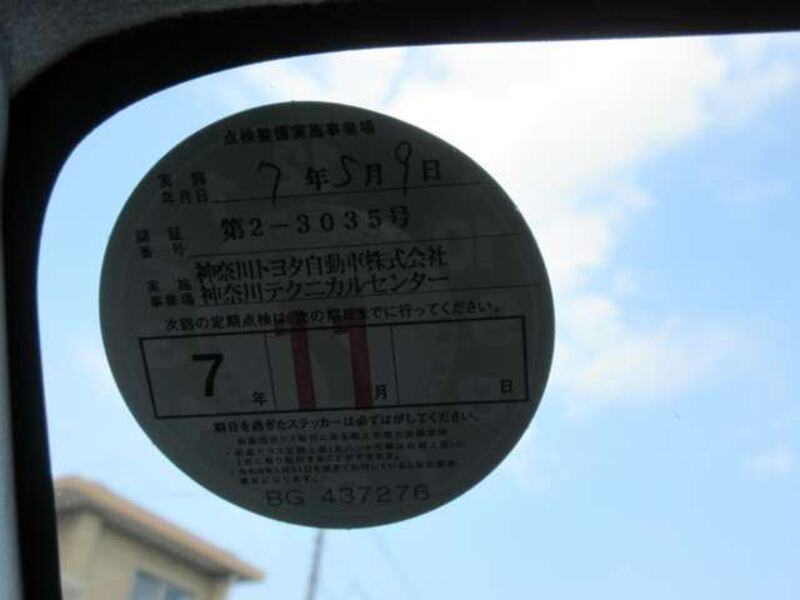 点検整備実施事業場
実施年月日 7年5月9日
認証番号 第2-3035号
実施事業場 神奈川トヨタ自動車株式会社
神奈川テクニカルセンター
次回の定期点検は次の期日までに行ってください。
7年 11月 日
期日を過ぎたステッカーは必ずはがしてください。
BG 437276